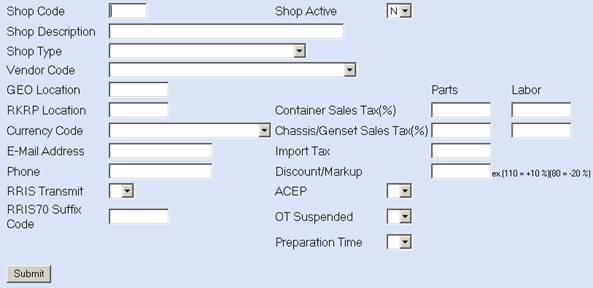 Shop Code Shop Active N
Shop Description
Shop Type
Vendor Code
GEO Location Parts Labor
RKRP Location Container Sales Tax(%)
Currency Code Chassis/Genset Sales Tax(%)
E-Mail Address Import Tax
Phone Discount/Markup ex.(110 = +10 %)(80 = -20 %)
RRIS Transmit ACEP
RRIS70 Suffix
Code OT Suspended
Preparation Time
Submit